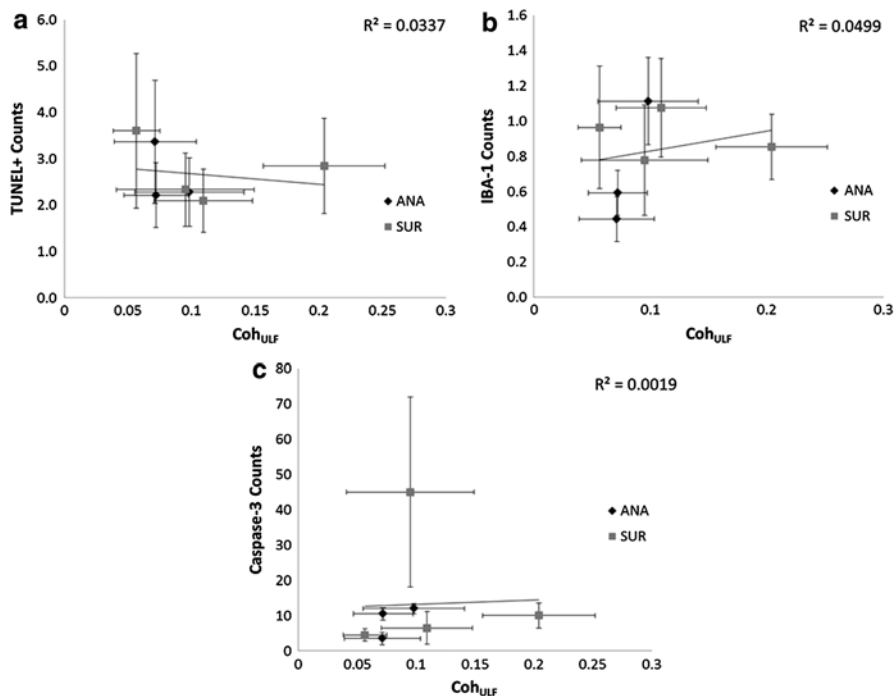 a
R² = 0.0337
6.0
5.0
4.0
3.0
2.0
1.0
0.0
TUNEL+ Counts
ANA
SUR
0
0.05
0.1
0.15
0.2
0.25
0.3
Coh_ULF
b
R² = 0.0499
1.6
1.4
1.2
1.0
0.8
0.6
0.4
0.2
0.0
IBA-1 Counts
ANA
SUR
0
0.1
0.2
0.3
Coh_ULF
c
R² = 0.0019
80
70
60
50
40
30
20
10
0
Caspase-3 Counts
ANA
SUR
0
0.05
0.1
0.15
0.2
0.25
0.3
Coh_ULF